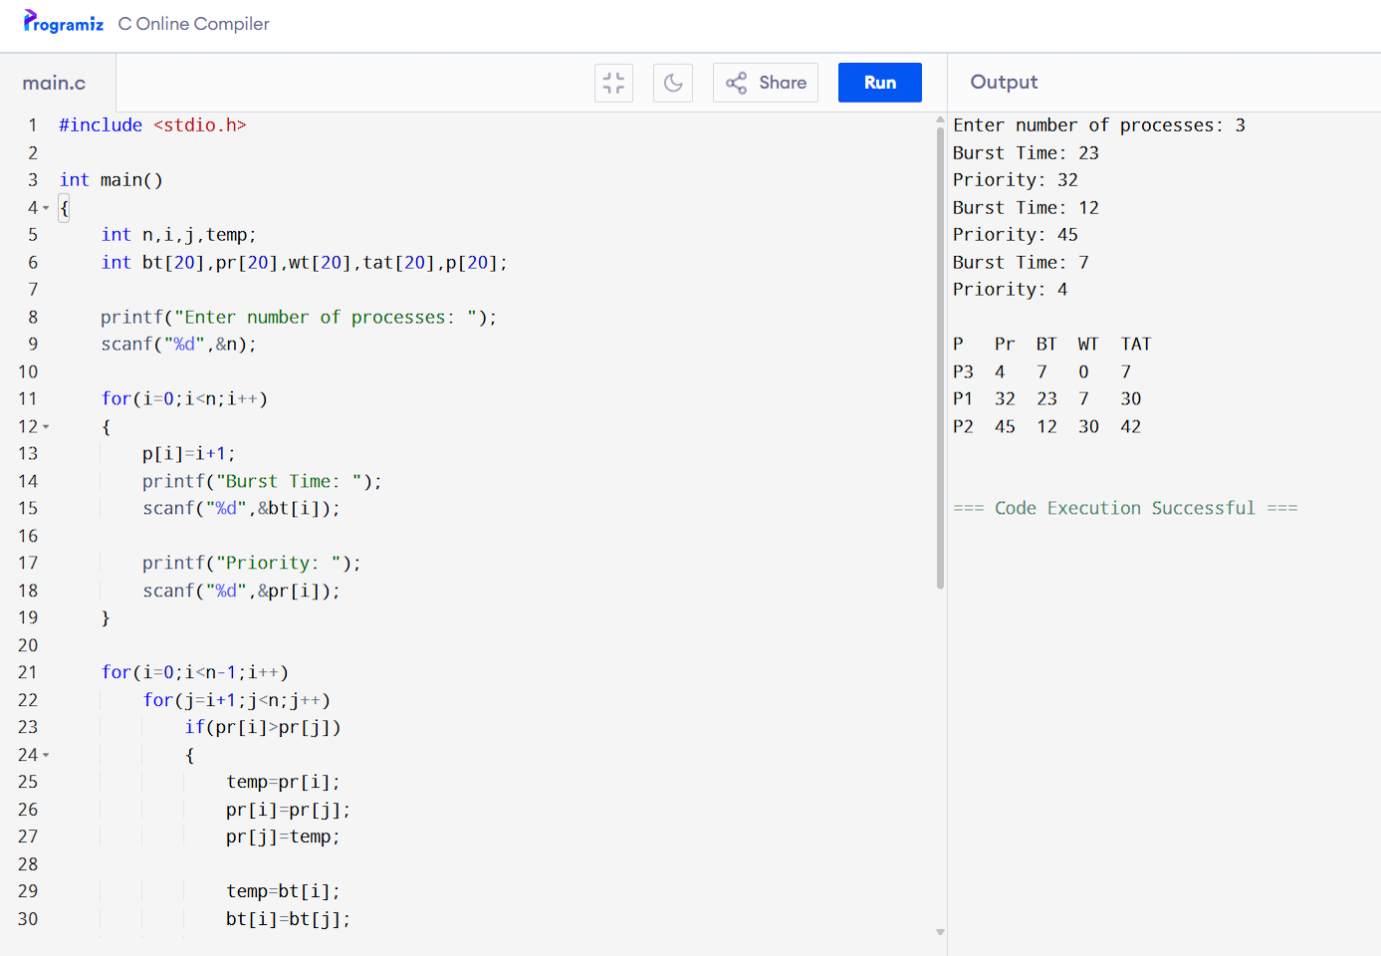 Programiz C Online Compiler
main.c Share Run Output
1 #include <stdio.h>
2
3 int main()
4 {
5 int n,i,j,temp;
6 int bt[20],pr[20],wt[20],tat[20],p[20];
7
8 printf("Enter number of processes: ");
9 scanf("%d",&n);
10
11 for(i=0;i<n;i++)
12 {
13 p[i]=i+1;
14 printf("Burst Time: ");
15 scanf("%d",&bt[i]);
16
17 printf("Priority: ");
18 scanf("%d",&pr[i]);
19 }
20
21 for(i=0;i<n-1;i++)
22 for(j=i+1;j<n;j++)
23 if(pr[i]>pr[j])
24 {
25 temp=pr[i];
26 pr[i]=pr[j];
27 pr[j]=temp;
28
29 temp=bt[i];
30 bt[i]=bt[j];
Enter number of processes: 3
Burst Time: 23
Priority: 32
Burst Time: 12
Priority: 45
Burst Time: 7
Priority: 4
P Pr BT WT TAT
P3 4 7 0 7
P1 32 23 7 30
P2 45 12 30 42
=== Code Execution Successful ===